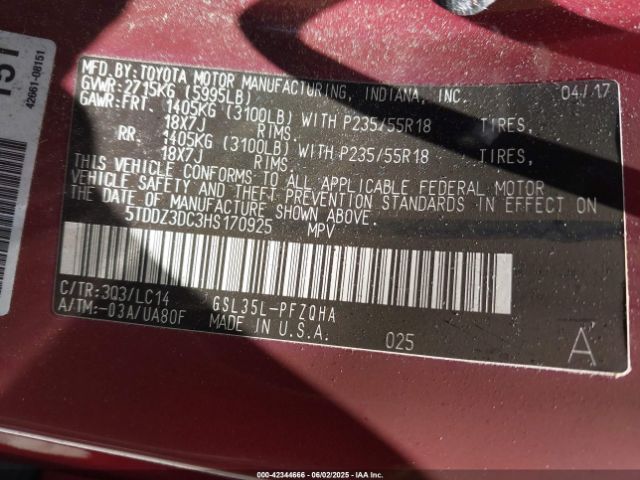 MFD.BY:TOYOTA MOTOR MANUFACTURING, INDIANA, INC. 04/17
GVWR:2715KG (5995LB)
GAWR:FRT. 1405KG (3100LB) WITH P235/55R18 TIRES,
18X7J RIMS.
RR. 1405KG (3100LB) WITH P235/55R18 TIRES,
18X7J RIMS.
THIS VEHICLE CONFORMS TO ALL APPLICABLE FEDERAL MOTOR
VEHICLE SAFETY AND THEFT PREVENTION STANDARDS IN EFFECT ON
THE DATE OF MANUFACTURE SHOWN ABOVE.
5TDDZ3DC3HS170925 MPV
C/TR:3Q3/LC14 GSL35L-PFZQHA
A/TM:-03A/UA80F MADE IN U.S.A. 025 A
42661-08151
© 42344666 - 06/02/2025 - IAA Inc.